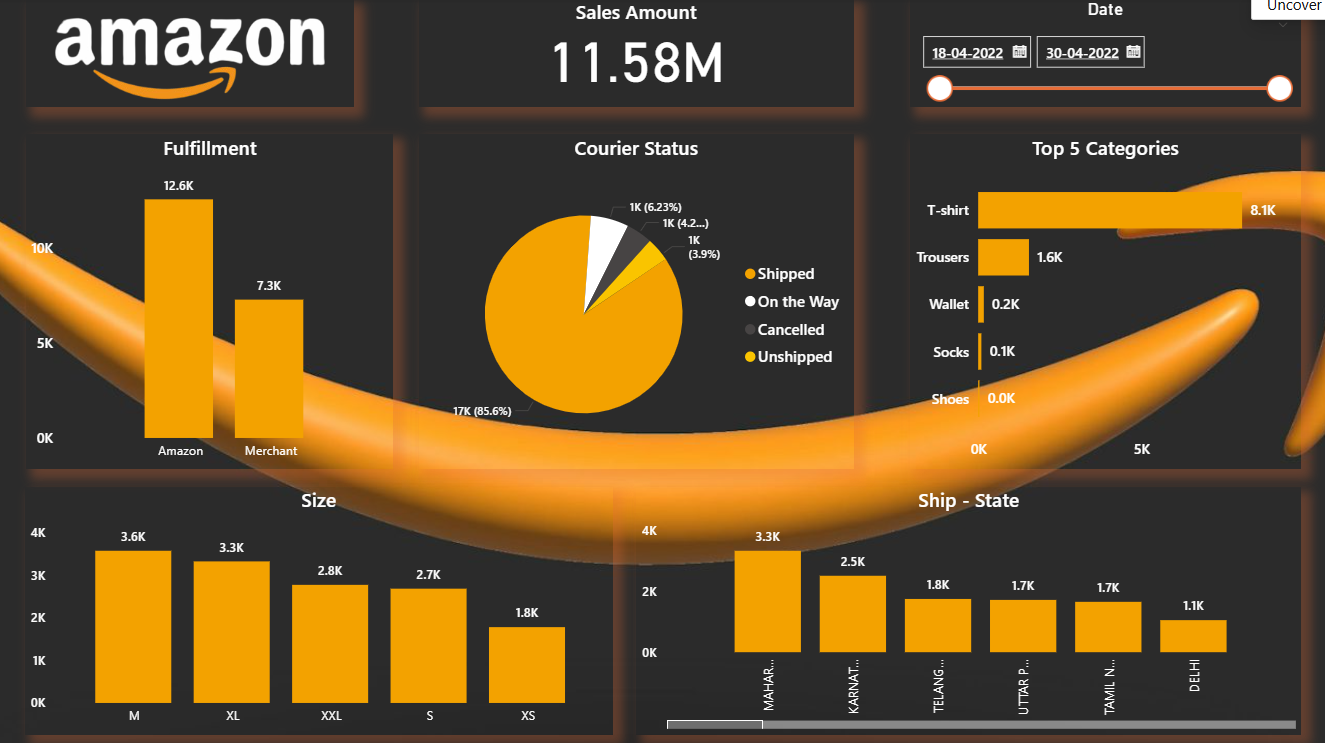 Uncover
amazon
Sales Amount
11.58M
Date
18-04-2022 30-04-2022
Fulfillment
12.6K
7.3K
10K
5K
0K
Amazon Merchant
Courier Status
1K (6.23%)
1K (4.2...)
1K
(3.9%)
17K (85.6%)
Shipped
On the Way
Cancelled
Unshipped
Top 5 Categories
T-shirt 8.1K
Trousers 1.6K
Wallet 0.2K
Socks 0.1K
Shoes 0.0K
0K 5K
Size
4K
3K
2K
1K
0K
3.6K
3.3K
2.8K
2.7K
1.8K
M XL XXL S XS
Ship - State
4K
2K
0K
3.3K
2.5K
1.8K
1.7K
1.7K
1.1K
MAHAR...
KARNAT...
TELANG...
UTTAR P...
TAMIL N...
DELHI